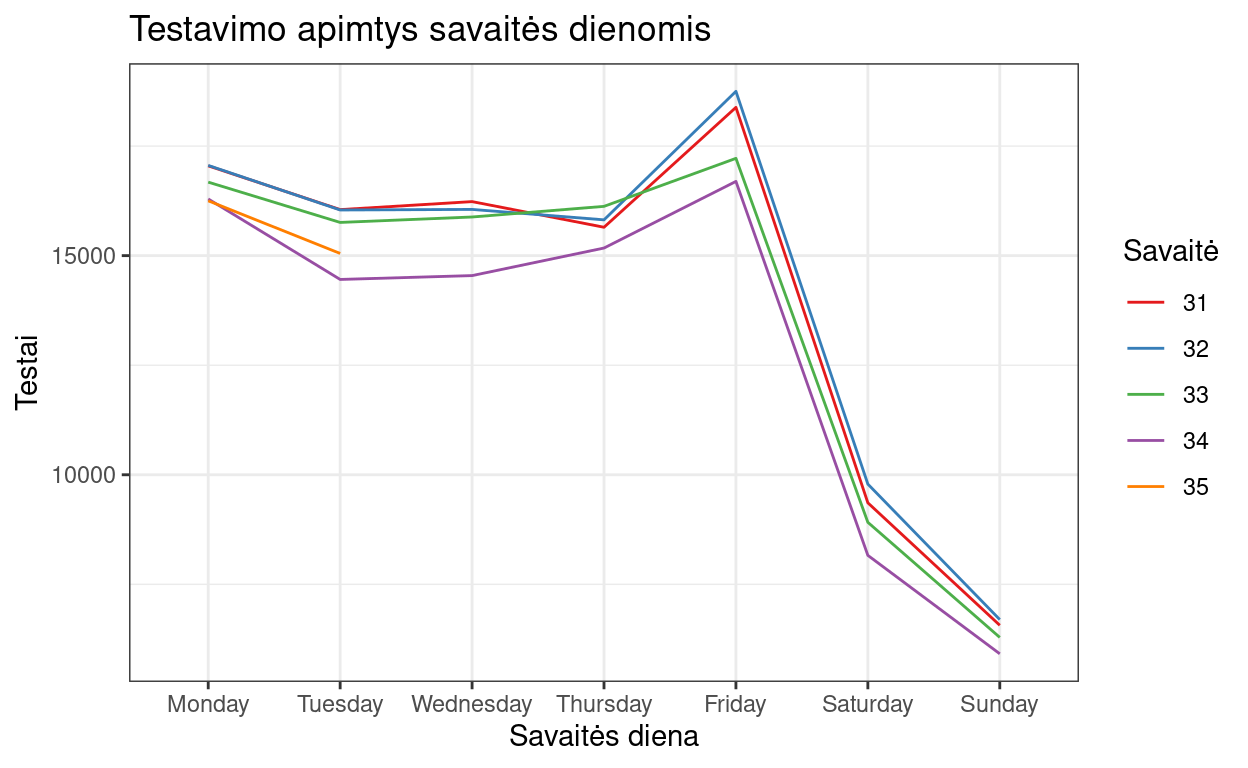 Testavimo apimtys savaitės dienomis
Testai
15000
10000
Monday Tuesday Wednesday Thursday Friday Saturday Sunday
Savaitės diena
Savaitė
31
32
33
34
35